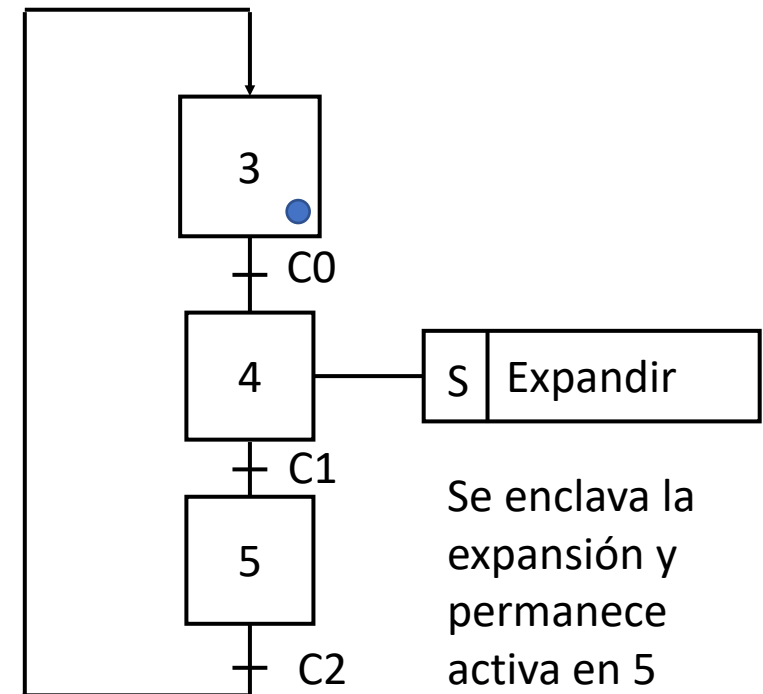 3
C0
4
S Expandir
C1
5
Se enclava la
expansión y
permanece
activa en 5
C2